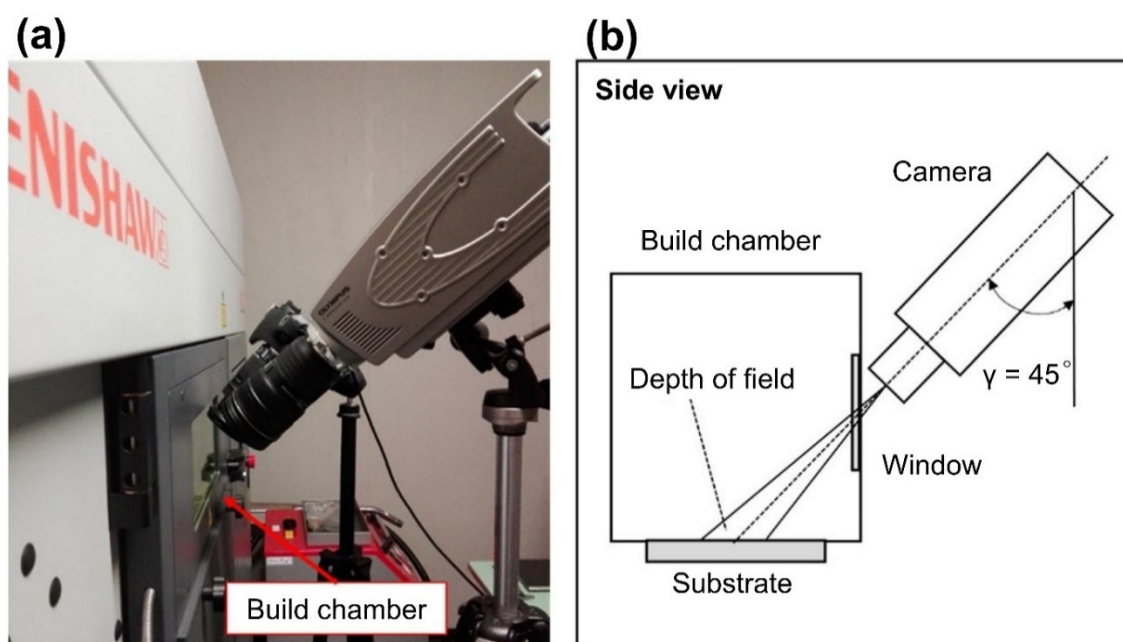 (a)
ENISHAW
OLYMPUS
Build chamber
(b)
Side view
Camera
Build chamber
Depth of field
γ = 45°
Window
Substrate